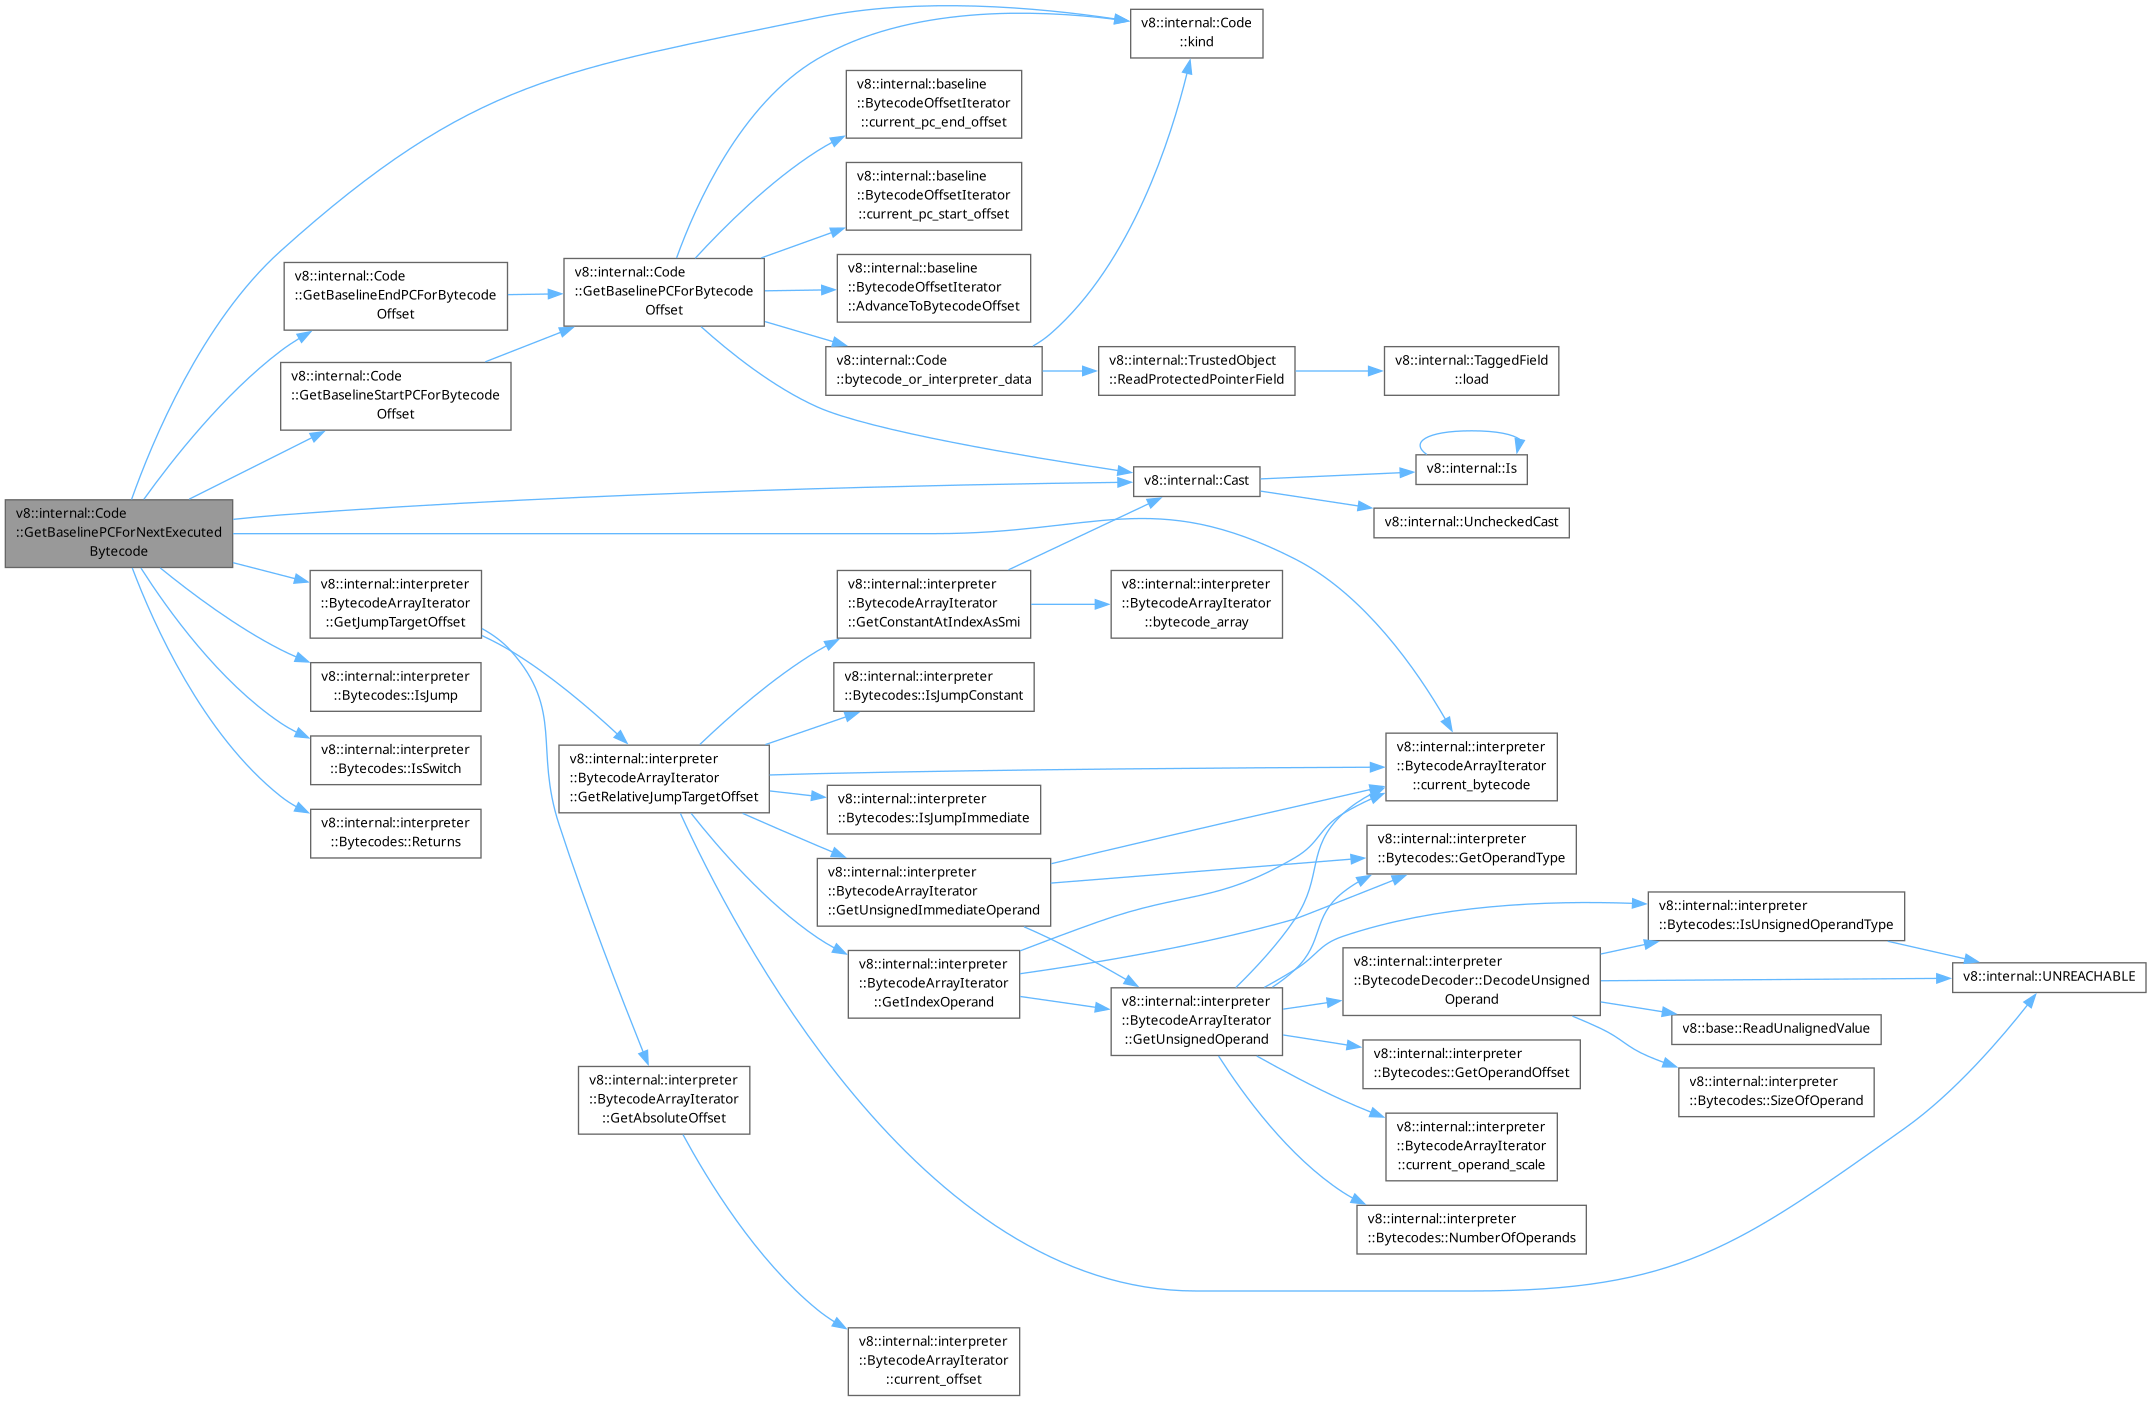 v8::internal::Code
::kind
v8::internal::baseline
::BytecodeOffsetIterator
::current_pc_end_offset
v8::internal::baseline
::BytecodeOffsetIterator
::current_pc_start_offset
v8::internal::Code
::GetBaselineEndPCForBytecode
Offset
v8::internal::Code
::GetBaselinePCForBytecode
Offset
v8::internal::baseline
::BytecodeOffsetIterator
::AdvanceToBytecodeOffset
v8::internal::Code
::GetBaselineStartPCForBytecode
Offset
v8::internal::Code
::bytecode_or_interpreter_data
v8::internal::TrustedObject
::ReadProtectedPointerField
v8::internal::TaggedField
::load
v8::internal::Code
::GetBaselinePCForNextExecuted
Bytecode
v8::internal::Cast
v8::internal::Is
v8::internal::UncheckedCast
v8::internal::interpreter
::BytecodeArrayIterator
::GetJumpTargetOffset
v8::internal::interpreter
::BytecodeArrayIterator
::GetConstantAtIndexAsSmi
v8::internal::interpreter
::BytecodeArrayIterator
::bytecode_array
v8::internal::interpreter
::Bytecodes::IsJump
v8::internal::interpreter
::Bytecodes::IsJumpConstant
v8::internal::interpreter
::Bytecodes::IsSwitch
v8::internal::interpreter
::BytecodeArrayIterator
::GetRelativeJumpTargetOffset
v8::internal::interpreter
::BytecodeArrayIterator
::current_bytecode
v8::internal::interpreter
::Bytecodes::IsJumpImmediate
v8::internal::interpreter
::Bytecodes::Returns
v8::internal::interpreter
::Bytecodes::GetOperandType
v8::internal::interpreter
::BytecodeArrayIterator
::GetUnsignedImmediateOperand
v8::internal::interpreter
::Bytecodes::IsUnsignedOperandType
v8::internal::interpreter
::BytecodeArrayIterator
::GetIndexOperand
v8::internal::interpreter
::BytecodeDecoder::DecodeUnsigned
Operand
v8::internal::UNREACHABLE
v8::internal::interpreter
::BytecodeArrayIterator
::GetUnsignedOperand
v8::base::ReadUnalignedValue
v8::internal::interpreter
::Bytecodes::GetOperandOffset
v8::internal::interpreter
::BytecodeArrayIterator
::GetAbsoluteOffset
v8::internal::interpreter
::Bytecodes::SizeOfOperand
v8::internal::interpreter
::BytecodeArrayIterator
::current_operand_scale
v8::internal::interpreter
::Bytecodes::NumberOfOperands
v8::internal::interpreter
::BytecodeArrayIterator
::current_offset